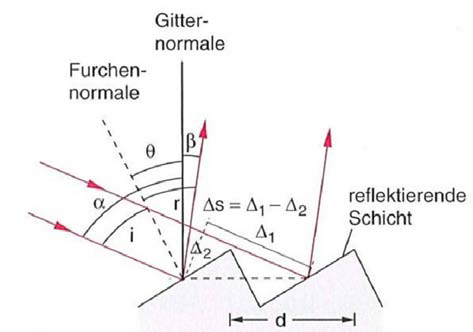 Gitter-
normale
Furchen-
normale
θ
β
α
r
i
Δs = Δ₁ – Δ₂
Δ₁
Δ₂
reflektierende
Schicht
d